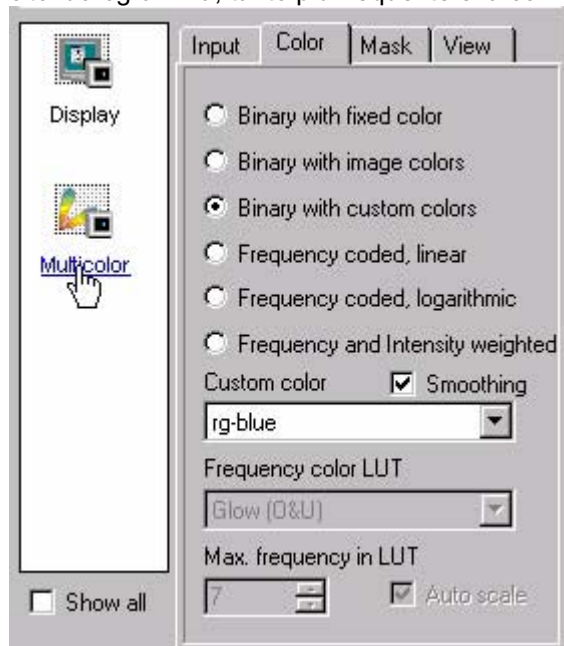 Input Color Mask View
Display
Binary with fixed color
Binary with image colors
Binary with custom colors
Multicolor
Frequency coded, linear
Frequency coded, logarithmic
Frequency and Intensity weighted
Custom color Smoothing
rg-blue
Frequency color LUT
Glow (O&U)
Max. frequency in LUT
Show all
7 Auto scale